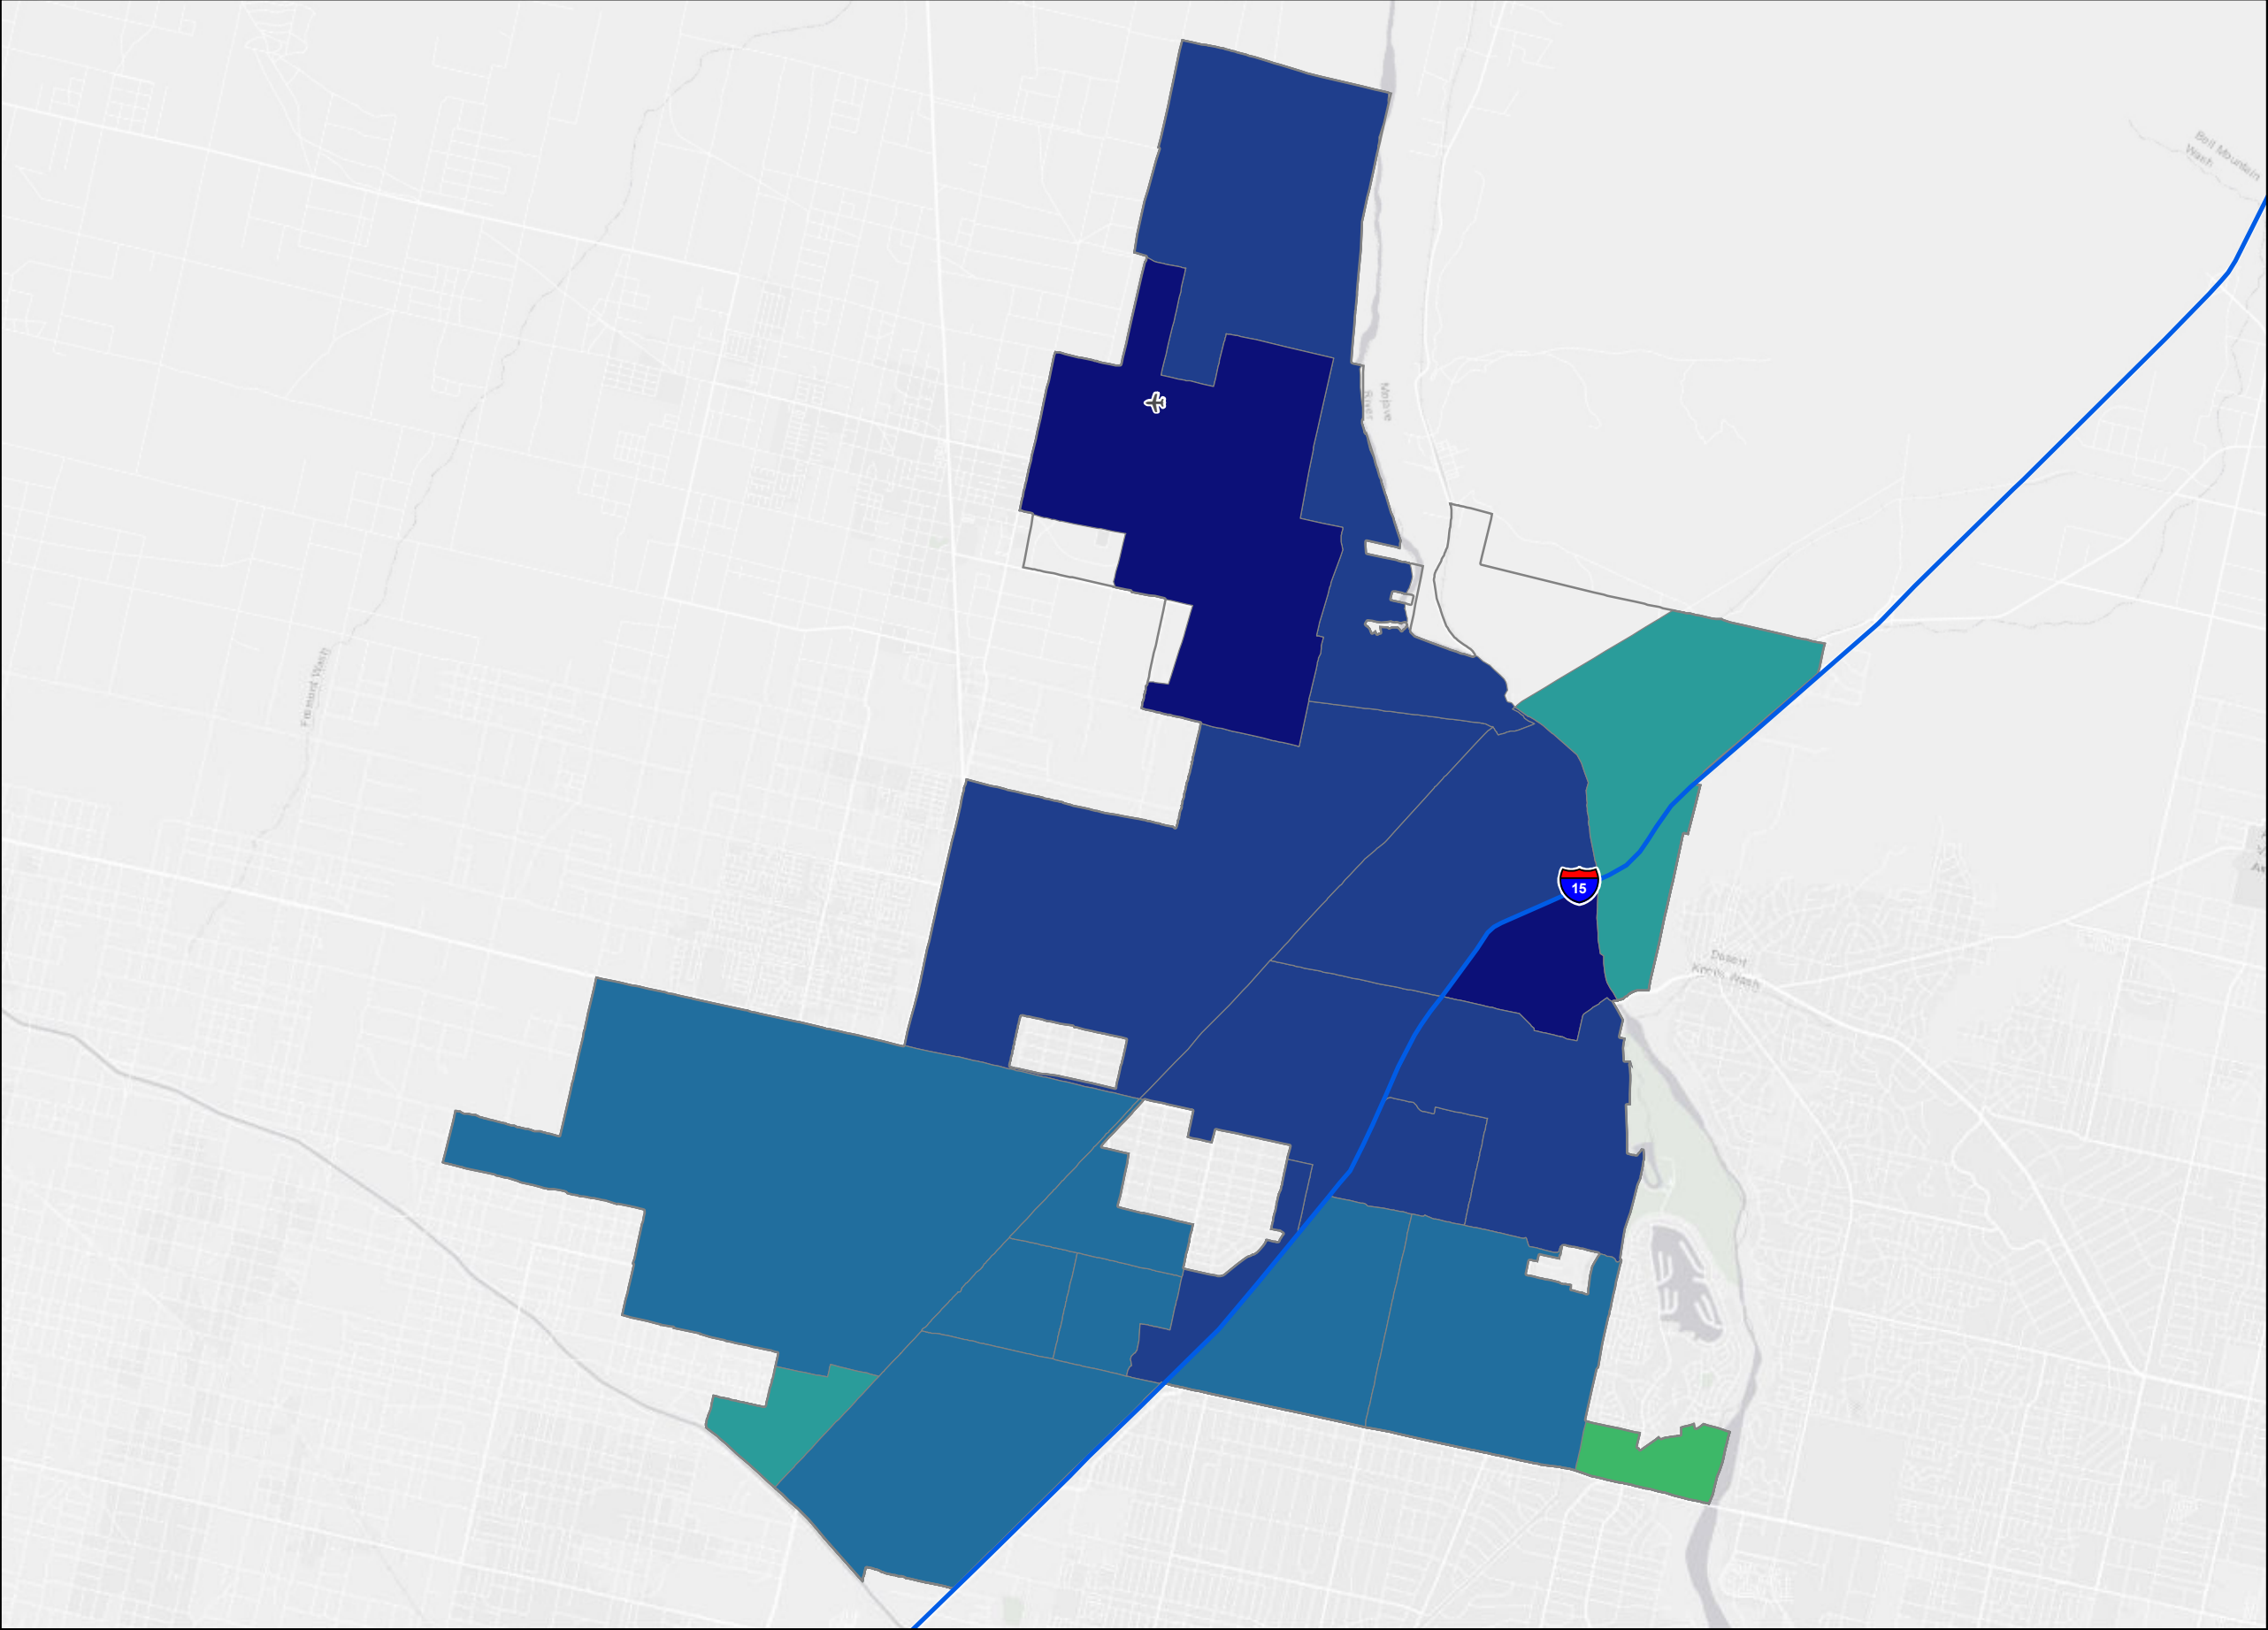 Bell Mountain
Wash
Mojave
River
Fremont Wash
15
Desert
Knolls Wash